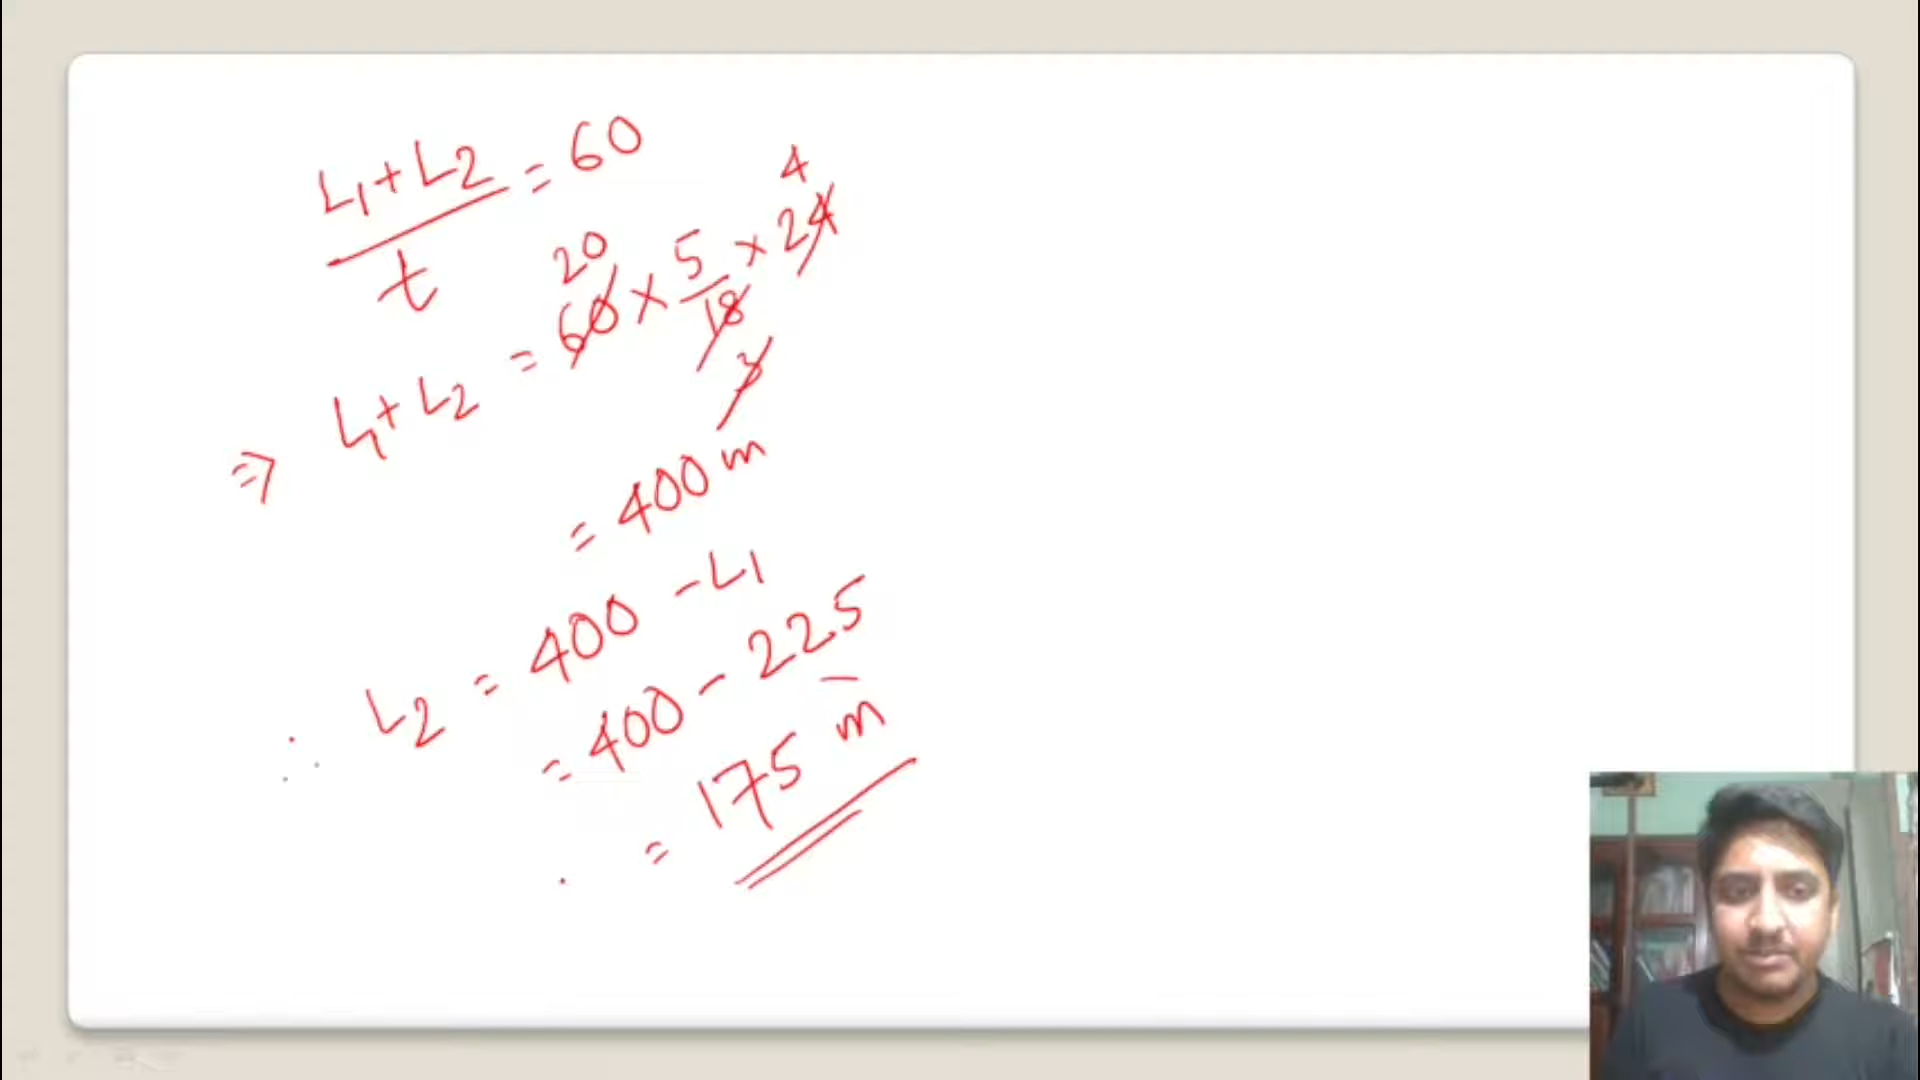 L1+L2/t = 60
⇒ L1+L2 = 60 20 × 5/18 3 × 24 4
= 400 m
∴ L2 = 400 - L1
= 400 - 225
= 175 m